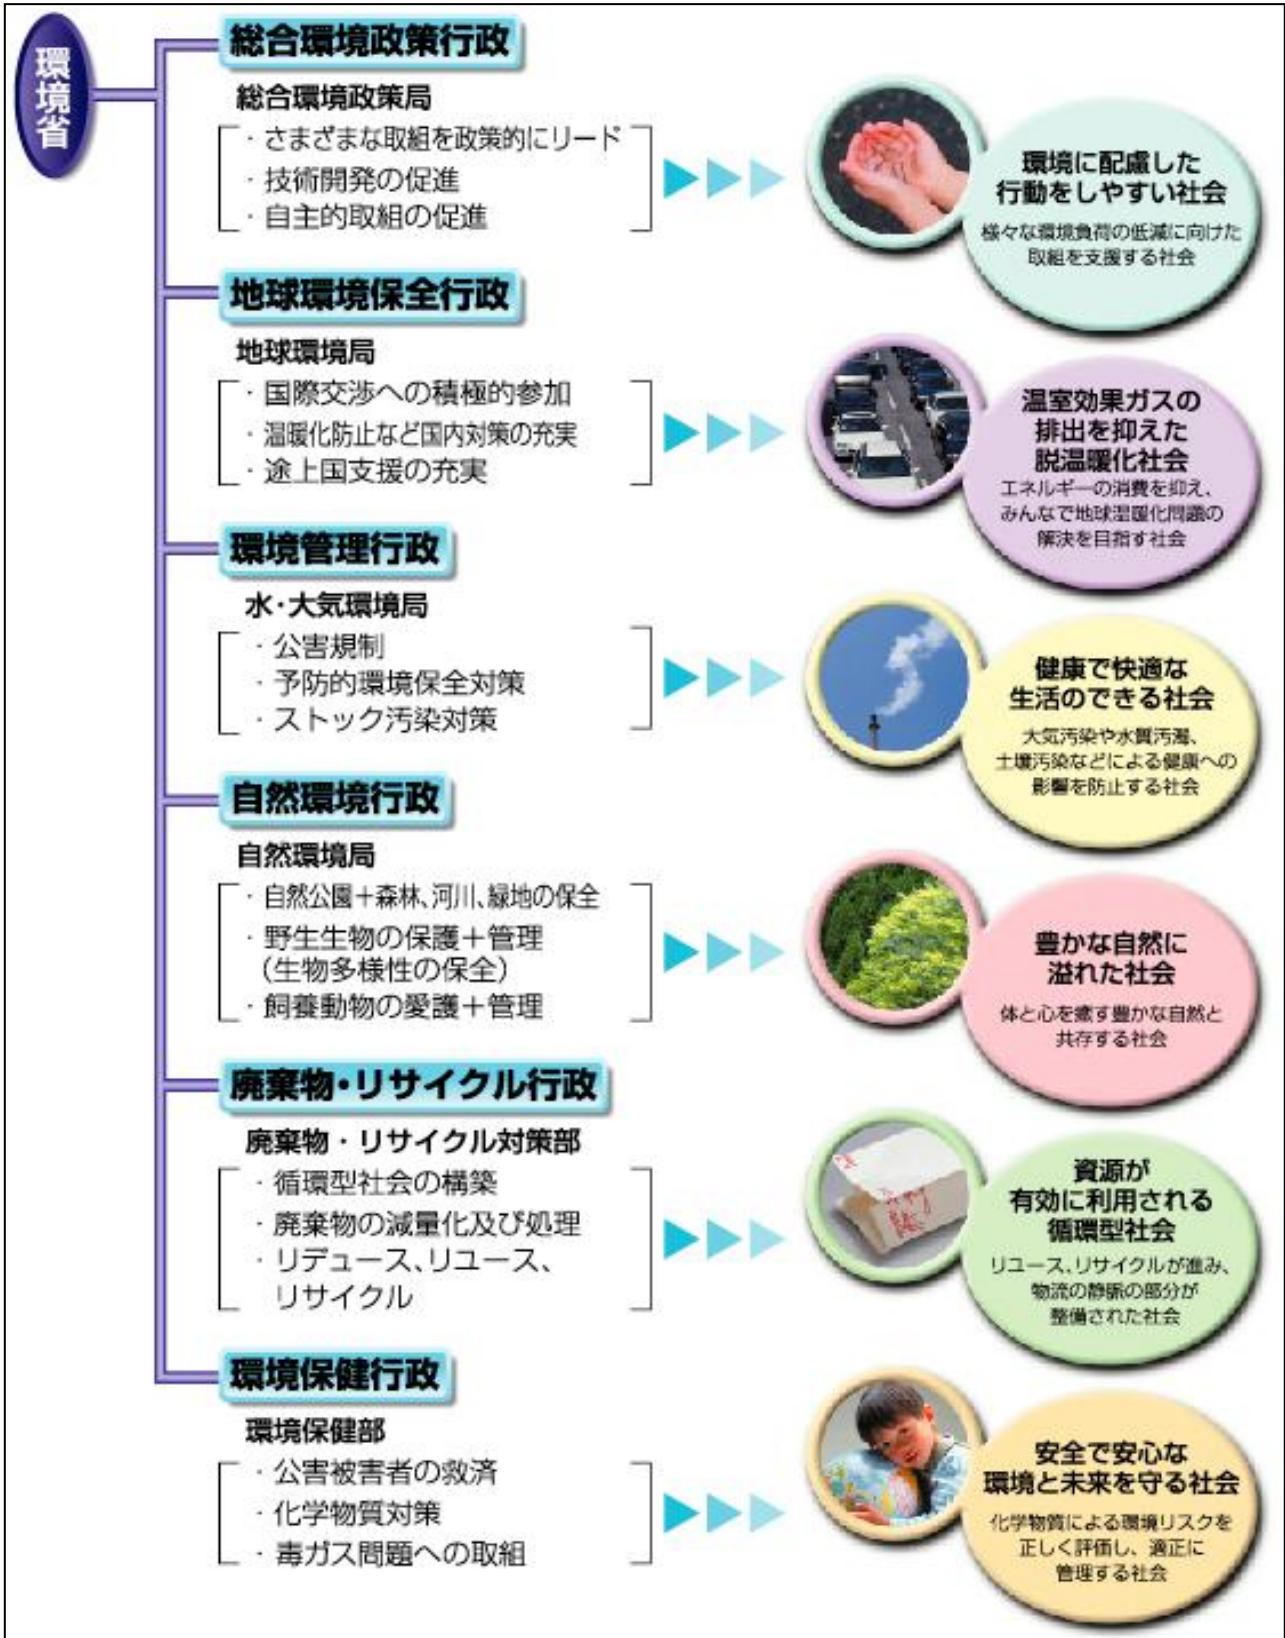 環境省
総合環境政策行政
総合環境政策局
・さまざまな取組を政策的にリード
・技術開発の促進
・自主的取組の促進
環境に配慮した
行動をしやすい社会
様々な環境負荷の低減に向けた
取組を支援する社会
地球環境保全行政
地球環境局
・国際交渉への積極的参加
・温暖化防止など国内対策の充実
・途上国支援の充実
温室効果ガスの
排出を抑えた
脱温暖化社会
エネルギーの消費を抑え、
みんなで地球温暖化問題の
解決を目指す社会
環境管理行政
水・大気環境局
・公害規制
・予防的環境保全対策
・ストック汚染対策
健康で快適な
生活のできる社会
大気汚染や水質汚濁、
土壌汚染などによる健康への
影響を防止する社会
自然環境行政
自然環境局
・自然公園＋森林、河川、緑地の保全
・野生生物の保護＋管理
（生物多様性の保全）
・飼養動物の愛護＋管理
豊かな自然に
溢れた社会
体と心を癒す豊かな自然と
共存する社会
廃棄物・リサイクル行政
廃棄物・リサイクル対策部
・循環型社会の構築
・廃棄物の減量化及び処理
・リデュース、リユース、
リサイクル
資源が
有効に利用される
循環型社会
リユース、リサイクルが進み、
物流の静脈の部分が
整備された社会
環境保健行政
環境保健部
・公害被害者の救済
・化学物質対策
・毒ガス問題への取組
安全で安心な
環境と未来を守る社会
化学物質による環境リスクを
正しく評価し、適正に
管理する社会